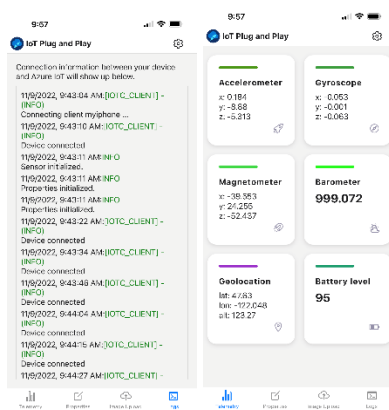 9:57
IoT Plug and Play
Connection information between your device
and Azure IoT will show up below.
11/9/2022, 9:43:04 AM:[IOTC_CLIENT] -
(INFO)
Connecting client myiphone ...
11/9/2022, 9:43:10 AM:[IOTC_CLIENT] -
(INFO)
Device connected
11/9/2022, 9:43:11 AM:INFO
Sensor initialized.
11/9/2022, 9:43:11 AM:INFO
Properties initialized.
11/9/2022, 9:43:11 AM:INFO
Properties initialized.
11/9/2022, 9:43:22 AM:[IOTC_CLIENT] -
(INFO)
Device connected
11/9/2022, 9:43:34 AM:[IOTC_CLIENT] -
(INFO)
Device connected
11/9/2022, 9:43:46 AM:[IOTC_CLIENT] -
(INFO)
Device connected
11/9/2022, 9:44:04 AM:[IOTC_CLIENT] -
(INFO)
Device connected
11/9/2022, 9:44:15 AM:[IOTC_CLIENT] -
(INFO)
Device connected
11/9/2022, 9:44:27 AM:[IOTC_CLIENT] -
Telemetry
Properties
Image Upload
Logs
9:57
IoT Plug and Play
Accelerometer
x: 0.184
y: -8.68
z: -5.313
Gyroscope
x: -0.053
y: -0.001
z: -0.063
Magnetometer
x: -39.353
y: 24.255
z: -52.437
Barometer
999.072
Geolocation
lat: 47.63
lon: -122.048
alt: 123.27
Battery level
95
Telemetry
Properties
Image Upload
Logs